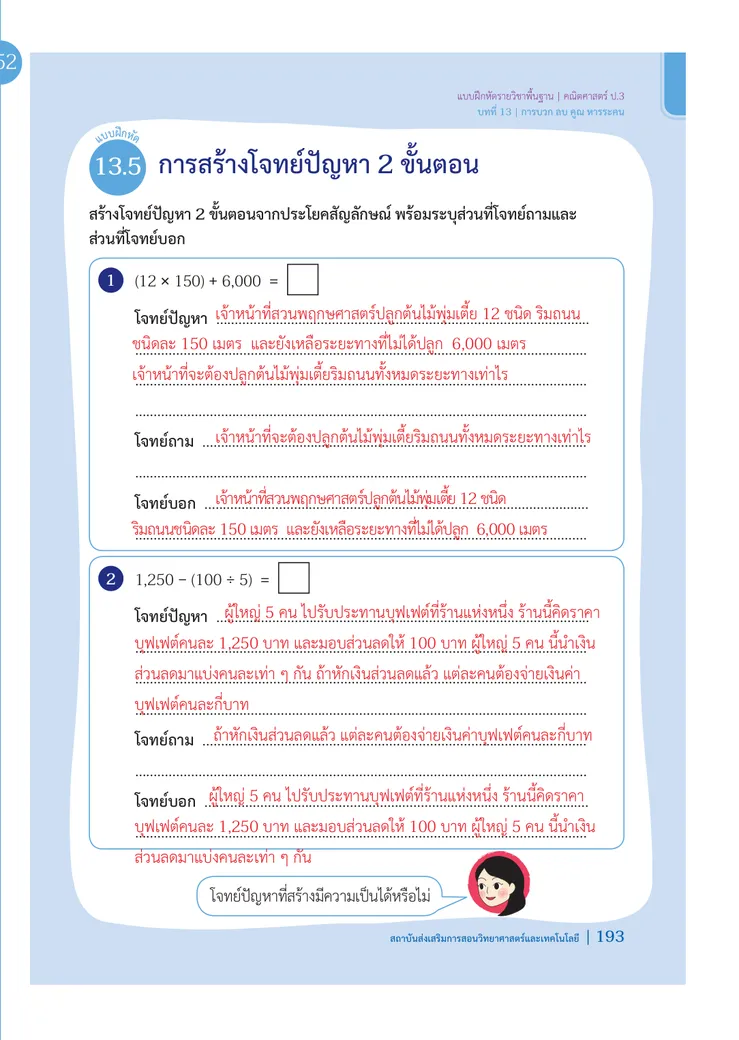 52
แบบฝึกหัดรายวิชาพื้นฐาน | คณิตศาสตร์ ป.3
บทที่ 13 | การบวก ลบ คูณ หารระคน
แบบฝึกหัด
13.5 การสร้างโจทย์ปัญหา 2 ขั้นตอน
สร้างโจทย์ปัญหา 2 ขั้นตอนจากประโยคสัญลักษณ์ พร้อมระบุส่วนที่โจทย์ถามและ
ส่วนที่โจทย์บอก
1 (12 × 150) + 6,000 =
โจทย์ปัญหา เจ้าหน้าที่สวนพฤกษศาสตร์ปลูกต้นไม้พุ่มเตี้ย 12 ชนิด ริมถนน
ชนิดละ 150 เมตร และยังเหลือระยะทางที่ไม่ได้ปลูก 6,000 เมตร
เจ้าหน้าที่จะต้องปลูกต้นไม้พุ่มเตี้ยริมถนนทั้งหมดระยะทางเท่าไร
โจทย์ถาม เจ้าหน้าที่จะต้องปลูกต้นไม้พุ่มเตี้ยริมถนนทั้งหมดระยะทางเท่าไร
โจทย์บอก เจ้าหน้าที่สวนพฤกษศาสตร์ปลูกต้นไม้พุ่มเตี้ย 12 ชนิด
ริมถนนชนิดละ 150 เมตร และยังเหลือระยะทางที่ไม่ได้ปลูก 6,000 เมตร
2 1,250 − (100 ÷ 5) =
โจทย์ปัญหา ผู้ใหญ่ 5 คน ไปรับประทานบุฟเฟต์ที่ร้านแห่งหนึ่ง ร้านนี้คิดราคา
บุฟเฟต์คนละ 1,250 บาท และมอบส่วนลดให้ 100 บาท ผู้ใหญ่ 5 คน นี้นำเงิน
ส่วนลดมาแบ่งคนละเท่า ๆ กัน ถ้าหักเงินส่วนลดแล้ว แต่ละคนต้องจ่ายเงินค่า
บุฟเฟต์คนละกี่บาท
โจทย์ถาม ถ้าหักเงินส่วนลดแล้ว แต่ละคนต้องจ่ายเงินค่าบุฟเฟต์คนละกี่บาท
โจทย์บอก ผู้ใหญ่ 5 คน ไปรับประทานบุฟเฟต์ที่ร้านแห่งหนึ่ง ร้านนี้คิดราคา
บุฟเฟต์คนละ 1,250 บาท และมอบส่วนลดให้ 100 บาท ผู้ใหญ่ 5 คน นี้นำเงิน
ส่วนลดมาแบ่งคนละเท่า ๆ กัน
โจทย์ปัญหาที่สร้างมีความเป็นได้หรือไม่
สถาบันส่งเสริมการสอนวิทยาศาสตร์และเทคโนโลยี | 193